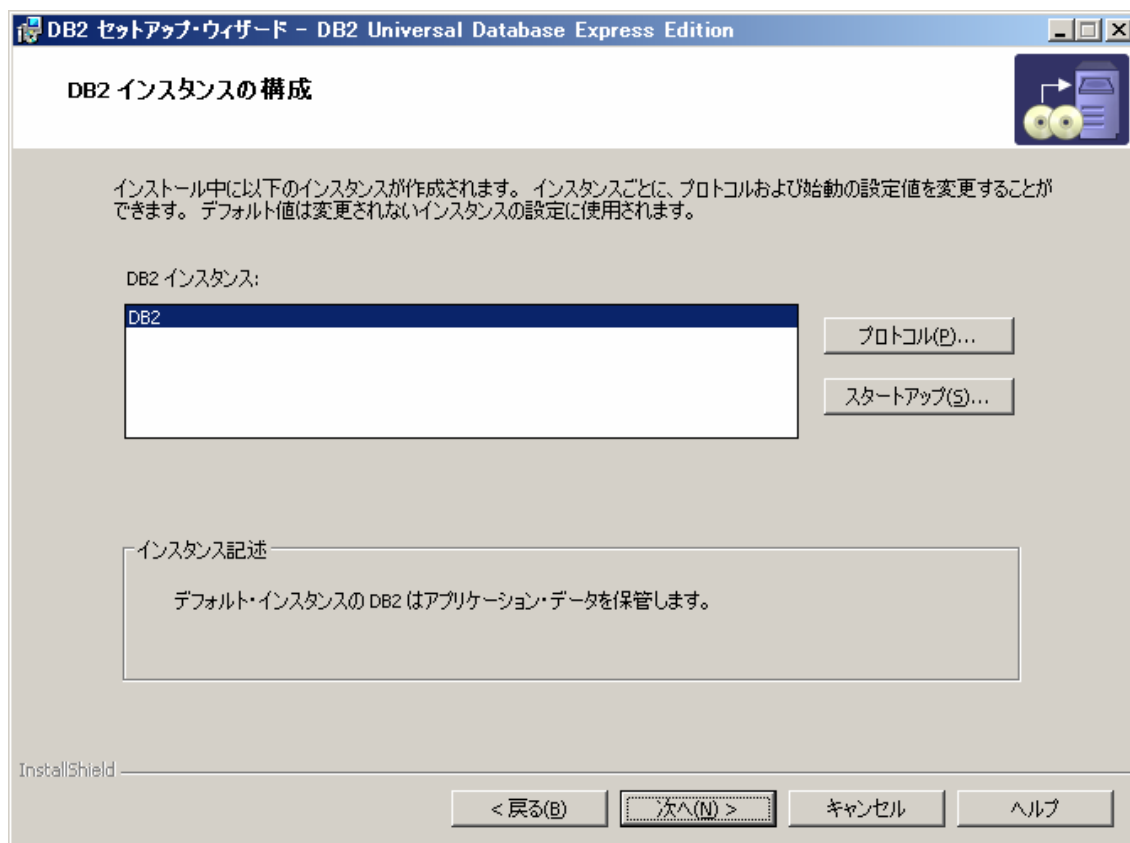 DB2 セットアップ・ウィザード - DB2 Universal Database Express Edition
DB2 インスタンスの構成
インストール中に以下のインスタンスが作成されます。 インスタンスごとに、プロトコルおよび始動の設定値を変更することが
できます。 デフォルト値は変更されないインスタンスの設定に使用されます。
DB2 インスタンス:
DB2
プロトコル(P)...
スタートアップ(S)...
インスタンス記述
デフォルト・インスタンスの DB2 はアプリケーション・データを保管します。
InstallShield
< 戻る(B)
次へ(N) >
キャンセル
ヘルプ